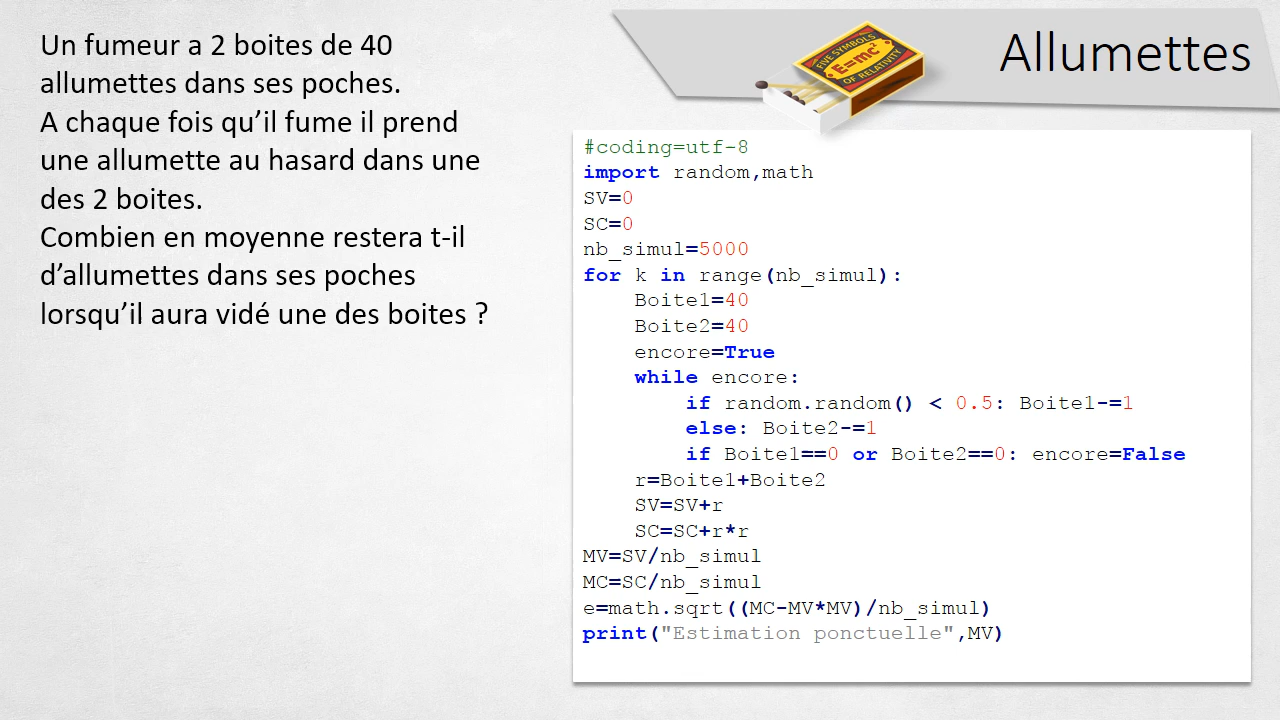 Un fumeur a 2 boites de 40
allumettes dans ses poches.
A chaque fois qu’il fume il prend
une allumette au hasard dans une
des 2 boites.
Combien en moyenne restera t-il
d’allumettes dans ses poches
lorsqu’il aura vidé une des boites ?
FIVE SYMBOLS
E=mc²
OF RELATIVITY
Allumettes
#coding=utf-8
import random,math
SV=0
SC=0
nb_simul=5000
for k in range(nb_simul):
    Boite1=40
    Boite2=40
    encore=True
    while encore:
        if random.random() < 0.5: Boite1-=1
        else: Boite2-=1
        if Boite1==0 or Boite2==0: encore=False
    r=Boite1+Boite2
    SV=SV+r
    SC=SC+r*r
MV=SV/nb_simul
MC=SC/nb_simul
e=math.sqrt((MC-MV*MV)/nb_simul)
print("Estimation ponctuelle",MV)